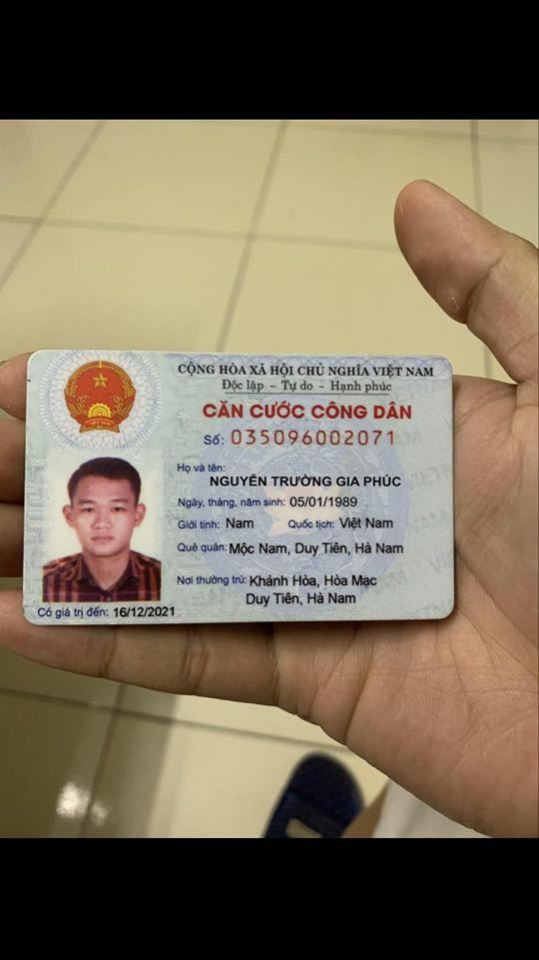 CỘNG HÒA XÃ HỘI CHỦ NGHĨA VIỆT NAM
Độc lập - Tự do - Hạnh phúc
CĂN CƯỚC CÔNG DÂN
Số: 035096002071
Họ và tên:
NGUYỄN TRƯỜNG GIA PHÚC
Ngày, tháng, năm sinh: 05/01/1989
Giới tính: Nam Quốc tịch: Việt Nam
Quê quán: Mộc Nam, Duy Tiên, Hà Nam
Nơi thường trú: Khánh Hòa, Hòa Mạc
Duy Tiên, Hà Nam
Có giá trị đến: 16/12/2021